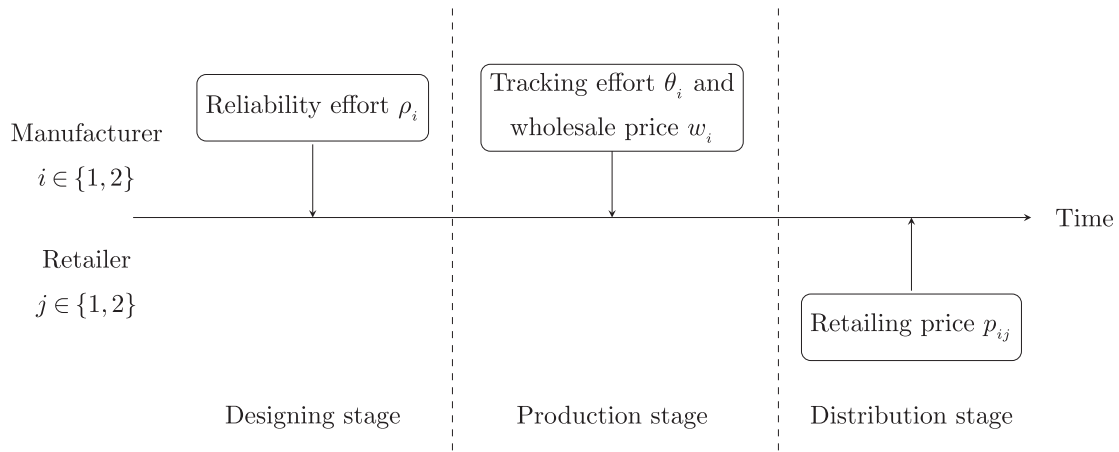 Reliability effort ρ_i
Tracking effort θ_i and
wholesale price w_i
Manufacturer
i ∈ {1, 2}
Time
Retailer
j ∈ {1, 2}
Retailing price p_ij
Designing stage
Production stage
Distribution stage